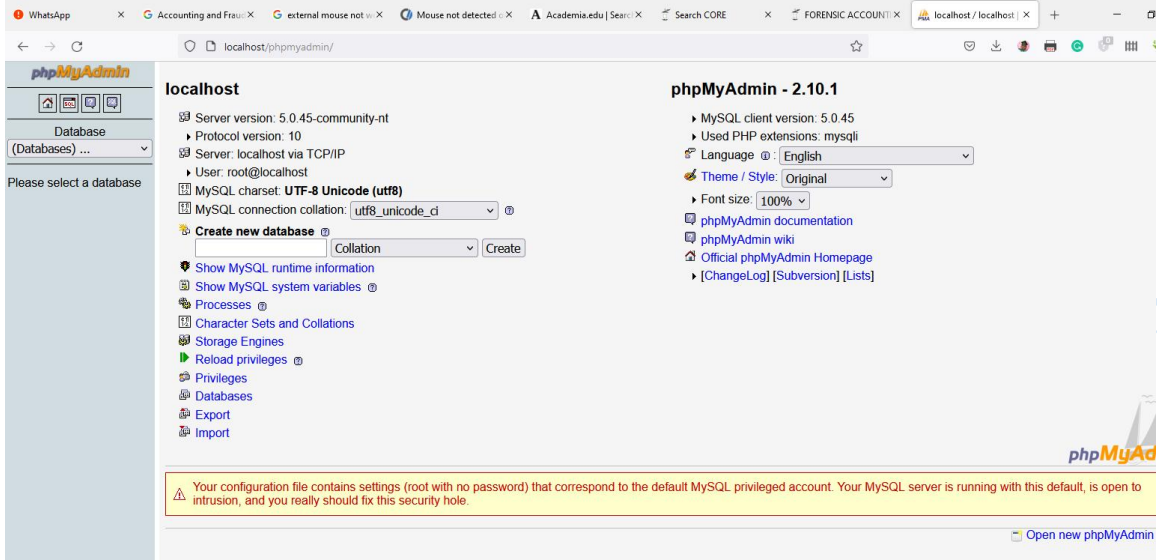 WhatsApp
Accounting and Frau
external mouse not w
Mouse not detected o
Academia.edu | Searc
Search CORE
FORENSIC ACCOUNTI
localhost / localhost |
localhost/phpmyadmin/
phpMyAdmin
Database
(Databases) ...
Please select a database
localhost
Server version: 5.0.45-community-nt
Protocol version: 10
Server: localhost via TCP/IP
User: root@localhost
MySQL charset: UTF-8 Unicode (utf8)
MySQL connection collation: utf8_unicode_ci
Create new database
Collation Create
Show MySQL runtime information
Show MySQL system variables
Processes
Character Sets and Collations
Storage Engines
Reload privileges
Privileges
Databases
Export
Import
phpMyAdmin - 2.10.1
MySQL client version: 5.0.45
Used PHP extensions: mysqli
Language : English
Theme / Style: Original
Font size: 100%
phpMyAdmin documentation
phpMyAdmin wiki
Official phpMyAdmin Homepage
[ChangeLog] [Subversion] [Lists]
phpMyAd
Your configuration file contains settings (root with no password) that correspond to the default MySQL privileged account. Your MySQL server is running with this default, is open to
intrusion, and you really should fix this security hole.
Open new phpMyAdmin